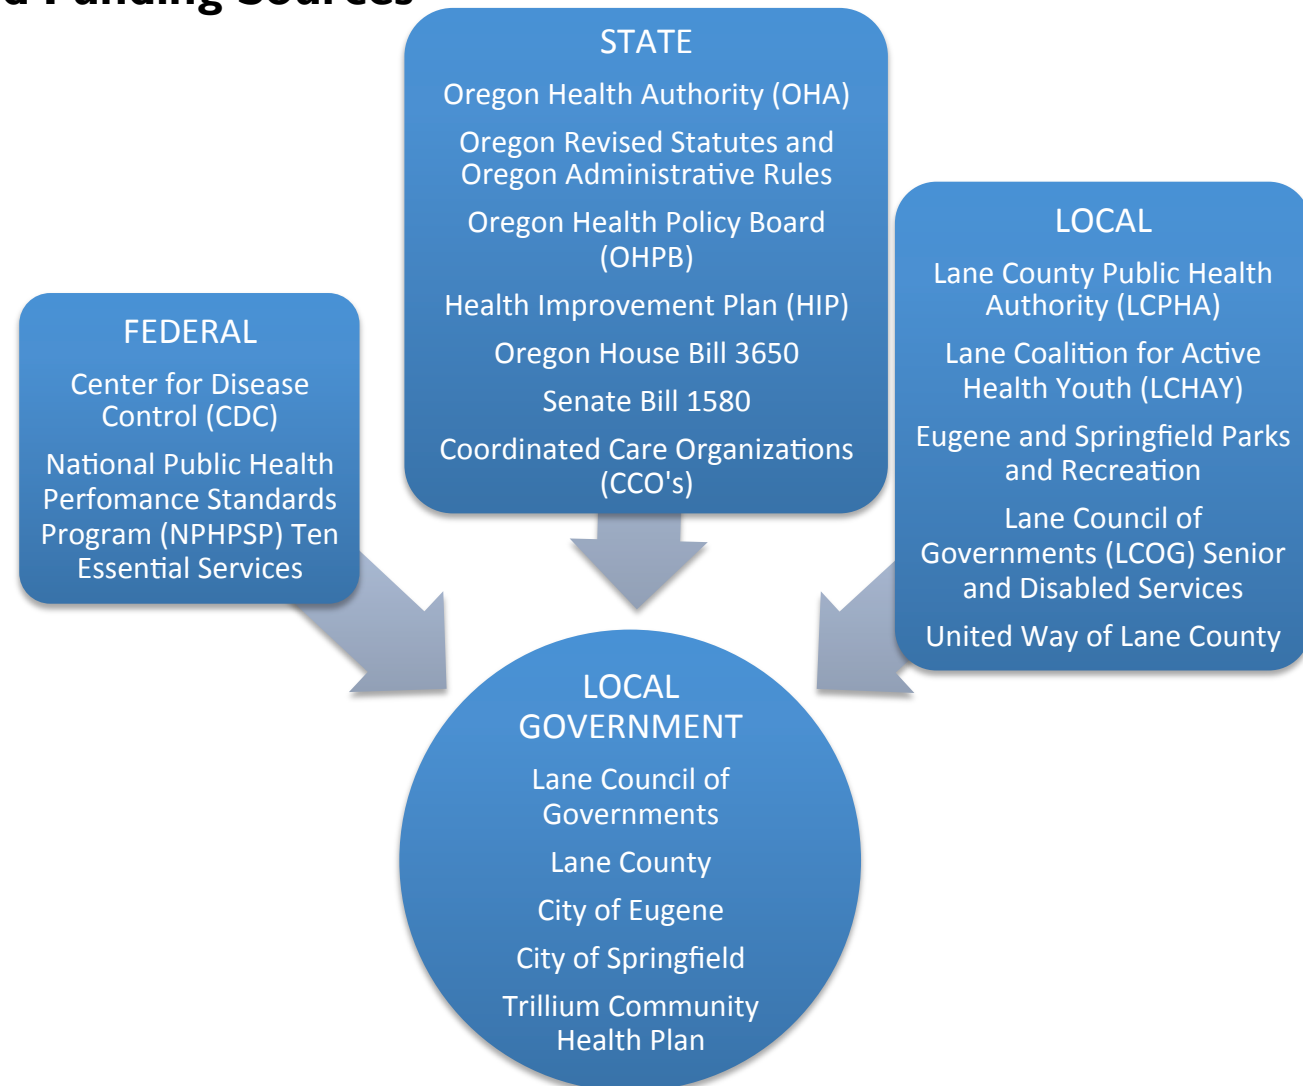 Funding Sources
STATE
Oregon Health Authority (OHA)
Oregon Revised Statutes and
Oregon Administrative Rules
Oregon Health Policy Board
(OHPB)
Health Improvement Plan (HIP)
Oregon House Bill 3650
Senate Bill 1580
Coordinated Care Organizations
(CCO's)
LOCAL
Lane County Public Health
Authority (LCPHA)
Lane Coalition for Active
Health Youth (LCHAY)
Eugene and Springfield Parks
and Recreation
Lane Council of
Governments (LCOG) Senior
and Disabled Services
United Way of Lane County
FEDERAL
Center for Disease
Control (CDC)
National Public Health
Perfomance Standards
Program (NPHPSP) Ten
Essential Services
LOCAL
GOVERNMENT
Lane Council of
Governments
Lane County
City of Eugene
City of Springfield
Trillium Community
Health Plan